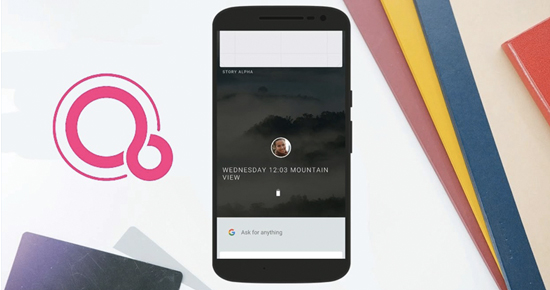 STORY ALPHA
WEDNESDAY 12:03 MOUNTAIN
VIEW
Ask for anything